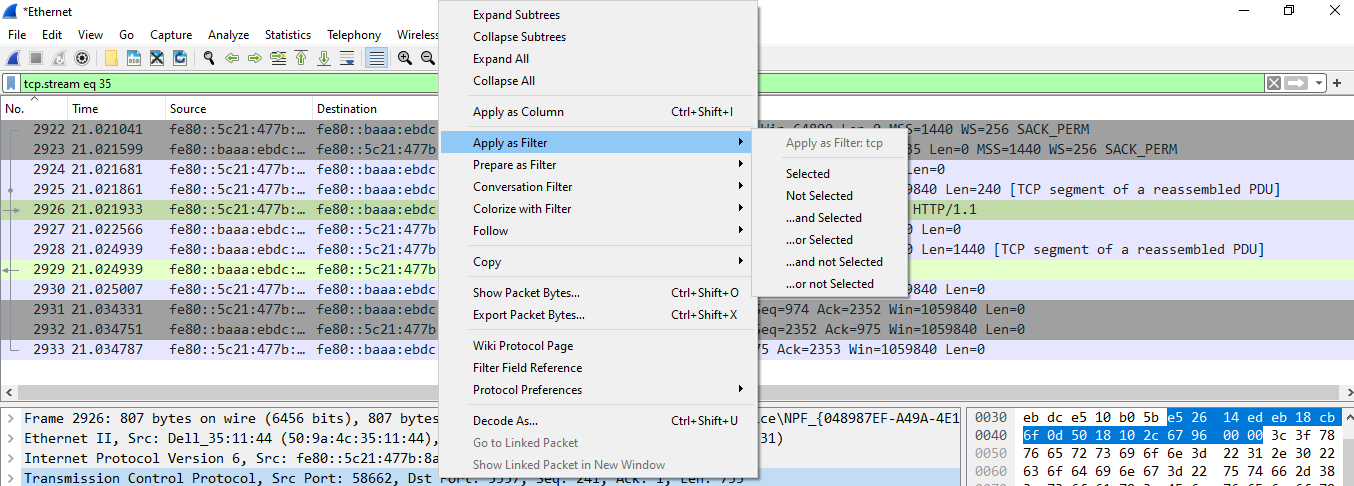 *Ethernet
File Edit View Go Capture Analyze Statistics Telephony Wireless
tcp.stream eq 35
No. Time Source Destination
2922 21.021041 fe80::5c21:477b:… fe80::baaa:ebdc Len=0 MSS=1440 WS=256 SACK_PERM
2923 21.021599 fe80::baaa:ebdc:… fe80::5c21:477b Len=0 MSS=1440 WS=256 SACK_PERM
2924 21.021681 fe80::5c21:477b:… fe80::baaa:ebdc Len=0
2925 21.021861 fe80::5c21:477b:… fe80::baaa:ebdc Len=240 [TCP segment of a reassembled PDU]
2926 21.021933 fe80::5c21:477b:… fe80::baaa:ebdc HTTP/1.1
2927 21.022566 fe80::baaa:ebdc:… fe80::5c21:477b Len=0
2928 21.024939 fe80::baaa:ebdc:… fe80::5c21:477b Len=1440 [TCP segment of a reassembled PDU]
2929 21.024939 fe80::baaa:ebdc:… fe80::5c21:477b
2930 21.025007 fe80::5c21:477b:… fe80::baaa:ebdc Len=0
2931 21.034331 fe80::5c21:477b:… fe80::baaa:ebdc Seq=974 Ack=2352 Win=1059840 Len=0
2932 21.034751 fe80::baaa:ebdc:… fe80::5c21:477b Seq=2352 Ack=975 Win=1059840 Len=0
2933 21.034787 fe80::5c21:477b:… fe80::baaa:ebdc 75 Ack=2353 Win=1059840 Len=0
Expand Subtrees
Collapse Subtrees
Expand All
Collapse All
Apply as Column Ctrl+Shift+I
Apply as Filter
Prepare as Filter
Conversation Filter
Colorize with Filter
Follow
Copy
Show Packet Bytes... Ctrl+Shift+O
Export Packet Bytes... Ctrl+Shift+X
Wiki Protocol Page
Filter Field Reference
Protocol Preferences
Decode As... Ctrl+Shift+U
Go to Linked Packet
Show Linked Packet in New Window
Apply as Filter: tcp
Selected
Not Selected
...and Selected
...or Selected
...and not Selected
...or not Selected
Frame 2926: 807 bytes on wire (6456 bits), 807 bytes ce\NPF_{048987EF-A49A-4E1
Ethernet II, Src: Dell_35:11:44 (50:9a:4c:35:11:44), 31)
Internet Protocol Version 6, Src: fe80::5c21:477b:8a
Transmission Control Protocol, Src Port: 58662,
0030 eb dc e5 10 b0 5b e5 26 14 ed eb 18 cb
0040 6f 0d 50 18 10 2c 67 96 00 00 3c 3f 78
0050 76 65 72 73 69 6f 6e 3d 22 31 2e 30 22
0060 63 6f 64 69 6e 67 3d 22 75 74 66 2d 38
0070